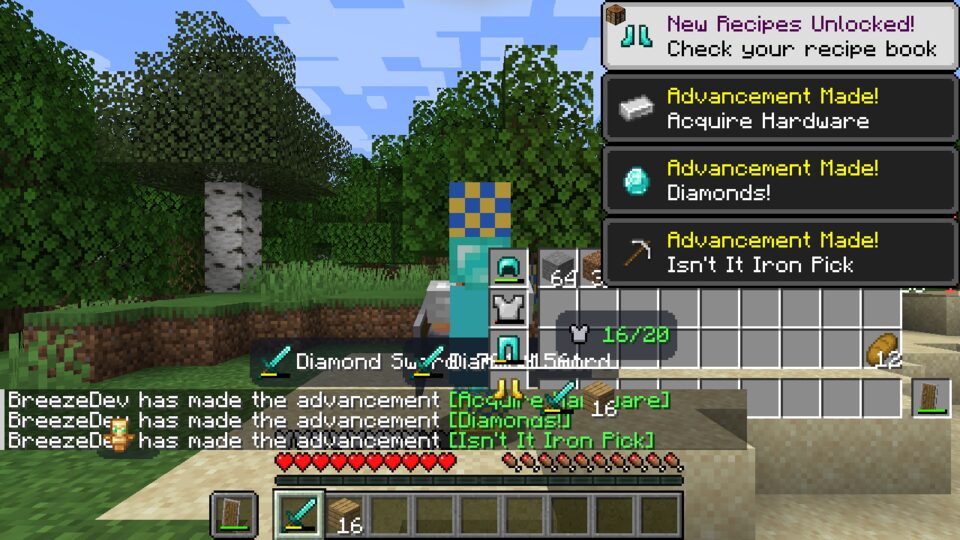 New Recipes Unlocked!
Check your recipe book
Advancement Made!
Acquire Hardware
Advancement Made!
Diamonds!
Advancement Made!
Isn't It Iron Pick
64
16/20
12
Diamond
16
BreezeDev has made the advancement [Acquire Hardware]
BreezeDev has made the advancement [Diamonds!]
BreezeDev has made the advancement [Isn't It Iron Pick]
16